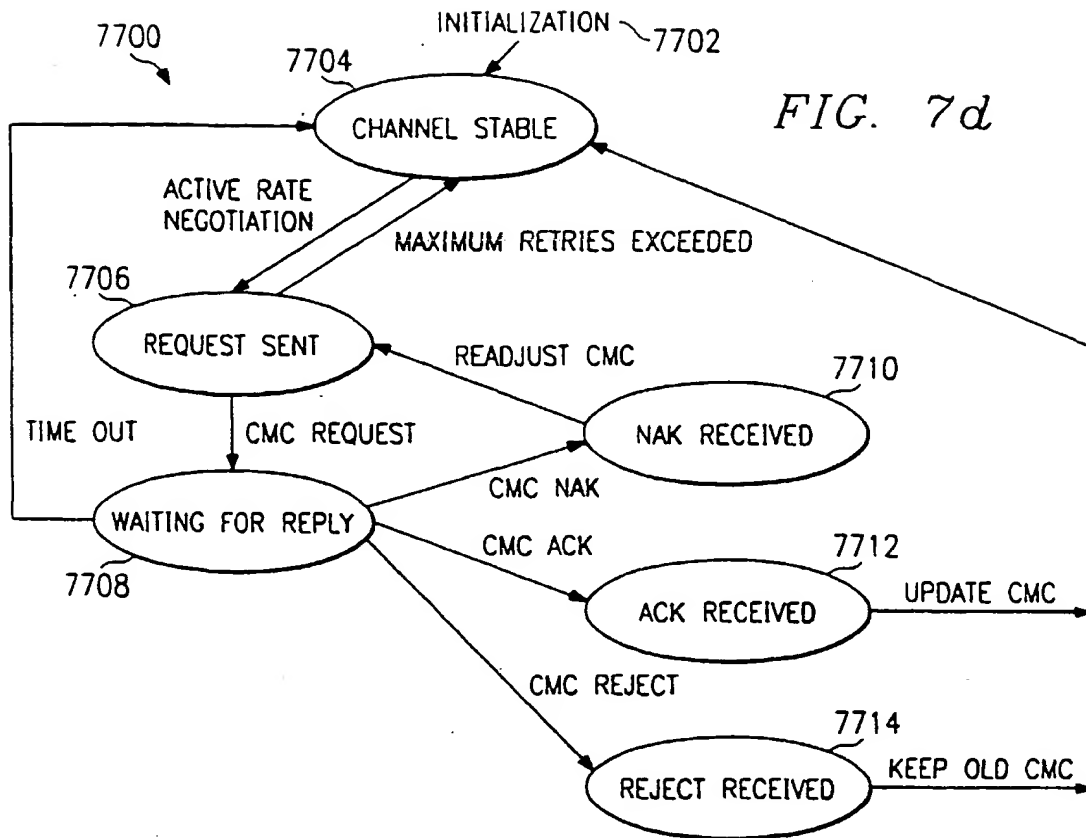 INITIALIZATION
7702
7700
7704
CHANNEL STABLE
FIG. 7d
ACTIVE RATE
NEGOTIATION
MAXIMUM RETRIES EXCEEDED
7706
REQUEST SENT
READJUST CMC
7710
NAK RECEIVED
TIME OUT
CMC REQUEST
CMC NAK
WAITING FOR REPLY
7708
CMC ACK
7712
ACK RECEIVED
UPDATE CMC
CMC REJECT
7714
REJECT RECEIVED
KEEP OLD CMC